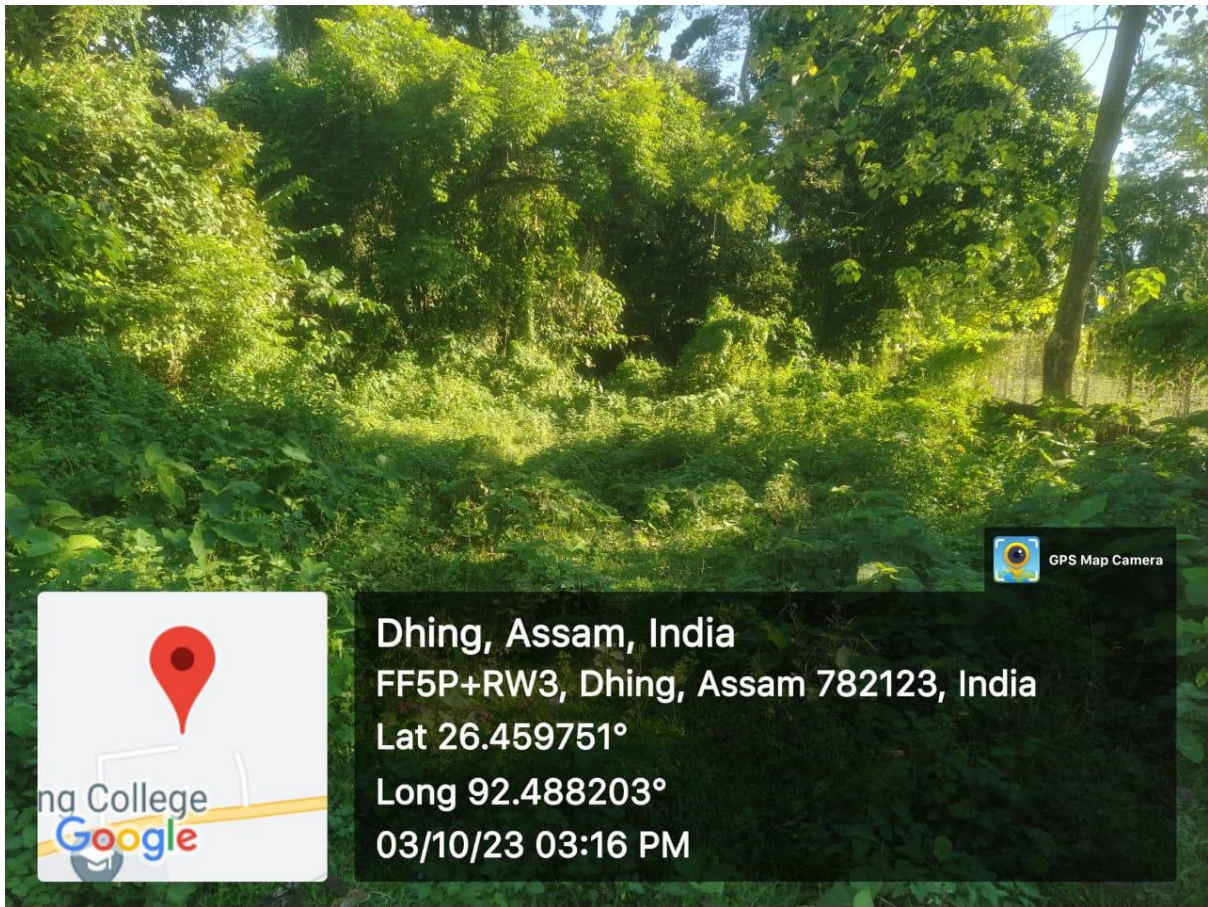 GPS Map Camera
Dhing, Assam, India
FF5P+RW3, Dhing, Assam 782123, India
Lat 26.459751°
Long 92.488203°
03/10/23 03:16 PM
ng College
Google